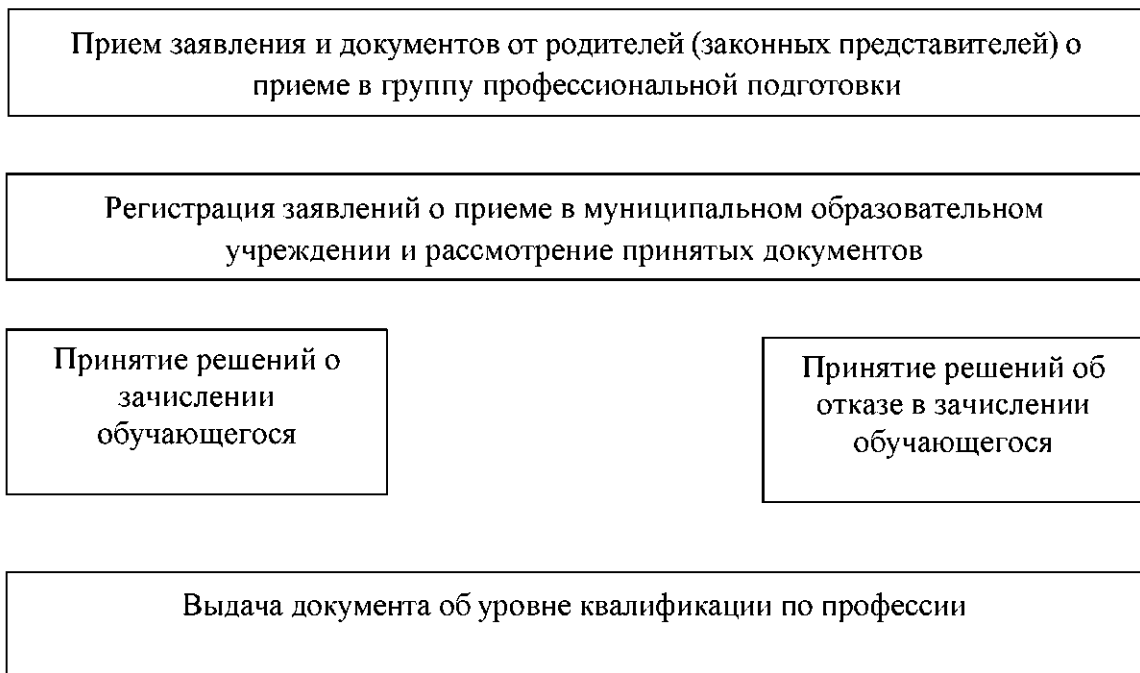 Прием заявления и документов от родителей (законных представителей) о
приеме в группу профессиональной подготовки
Регистрация заявлений о приеме в муниципальном образовательном
учреждении и рассмотрение принятых документов
Принятие решений о
зачислении
обучающегося
Принятие решений об
отказе в зачислении
обучающегося
Выдача документа об уровне квалификации по профессии